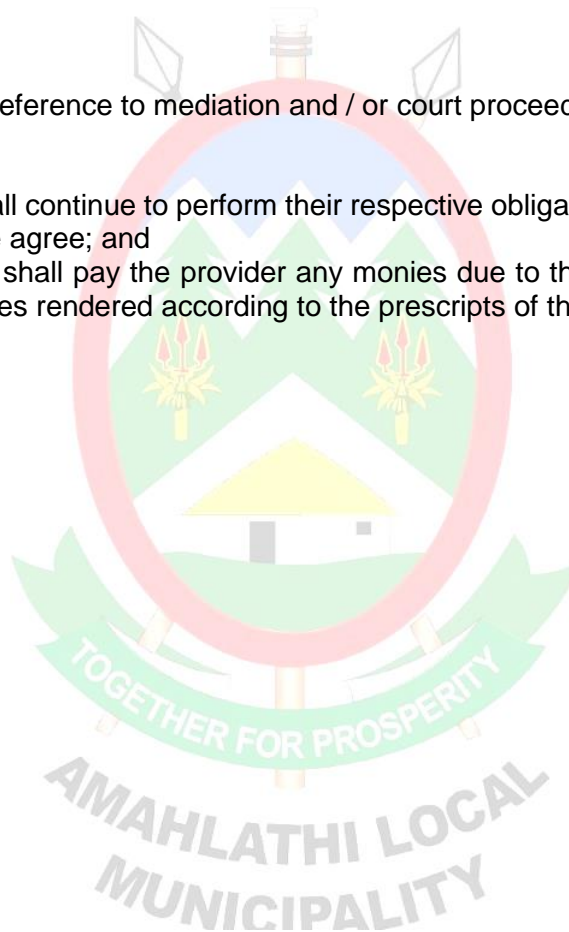 eference to mediation and / or court proceed
all continue to perform their respective obliga
e agree; and
shall pay the provider any monies due to th
es rendered according to the prescripts of th
TOGETHER FOR PROSPERITY
AMAHLATHI LOCAL
MUNICIPALITY